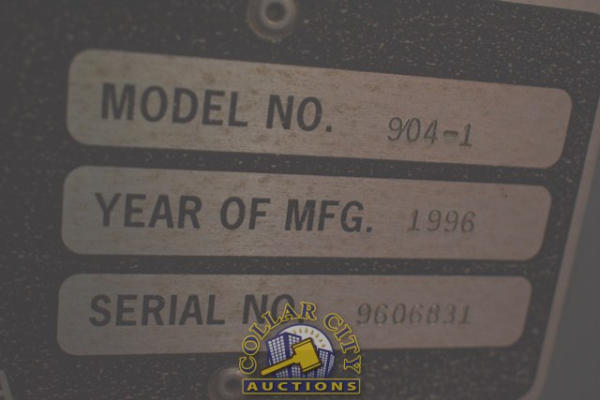 MODEL NO. 904-1
YEAR OF MFG. 1996
SERIAL NO. 9606831
COLLAR CITY
AUCTIONS